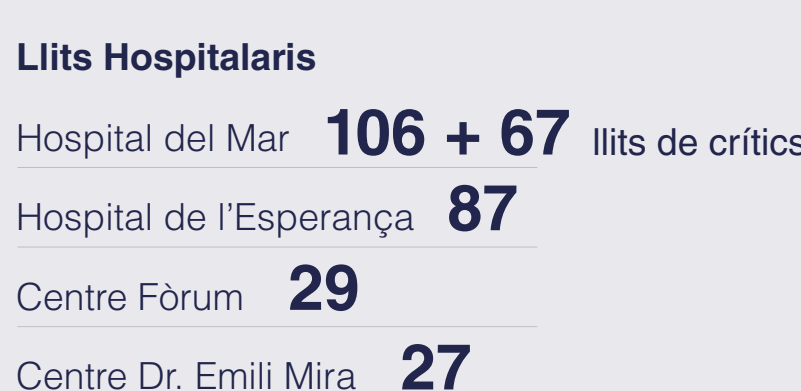 Llits Hospitalaris
Hospital del Mar 106 + 67 llits de crítics
Hospital de l’Esperança 87
Centre Fòrum 29
Centre Dr. Emili Mira 27